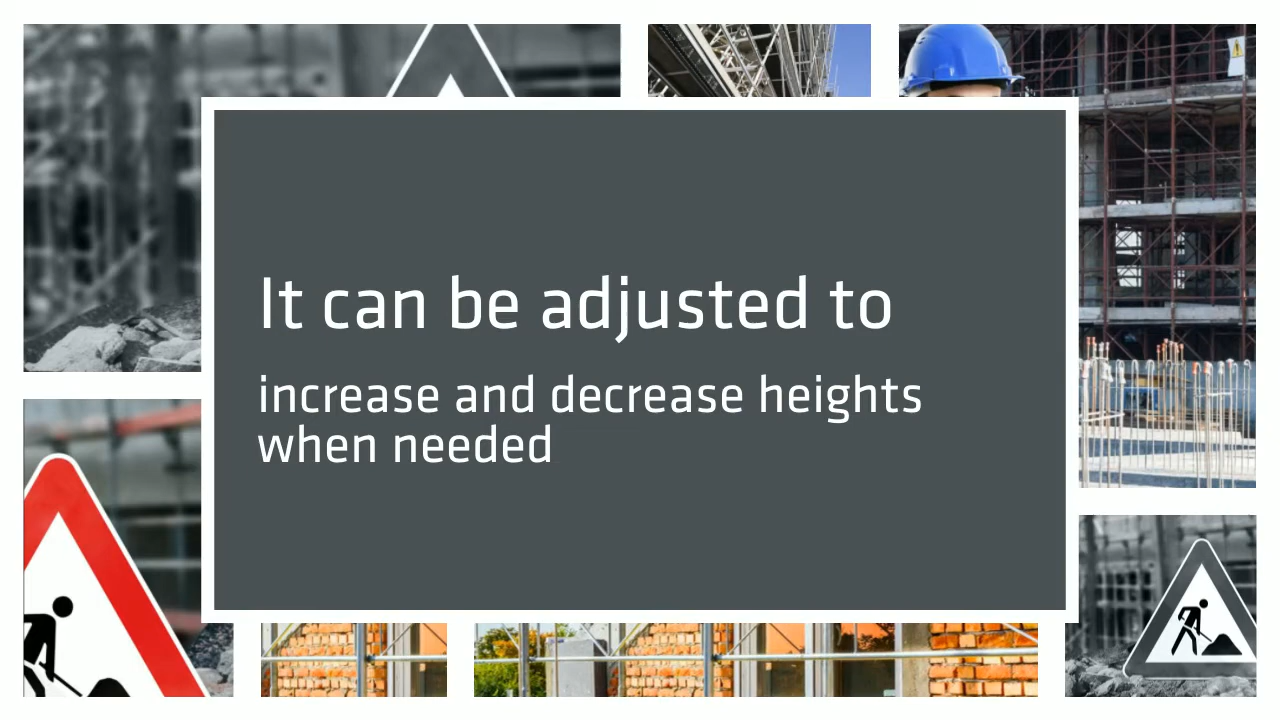 It can be adjusted to
increase and decrease heights
when needed